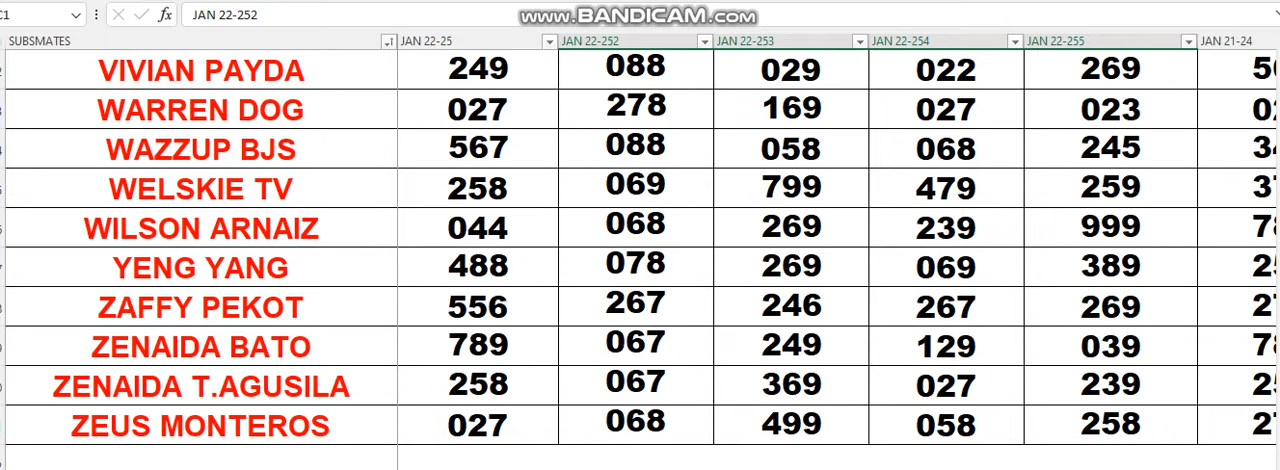 www.BANDICAM.com
C1 fx JAN 22-252
SUBSMATES JAN 22-25 JAN 22-252 JAN 22-253 JAN 22-254 JAN 22-255 JAN 21-24
VIVIAN PAYDA 249 088 029 022 269
WARREN DOG 027 278 169 027 023
WAZZUP BJS 567 088 058 068 245
WELSKIE TV 258 069 799 479 259
WILSON ARNAIZ 044 068 269 239 999
YENG YANG 488 078 269 069 389
ZAFFY PEKOT 556 267 246 267 269
ZENAIDA BATO 789 067 249 129 039
ZENAIDA T.AGUSILA 258 067 369 027 239
ZEUS MONTEROS 027 068 499 058 258